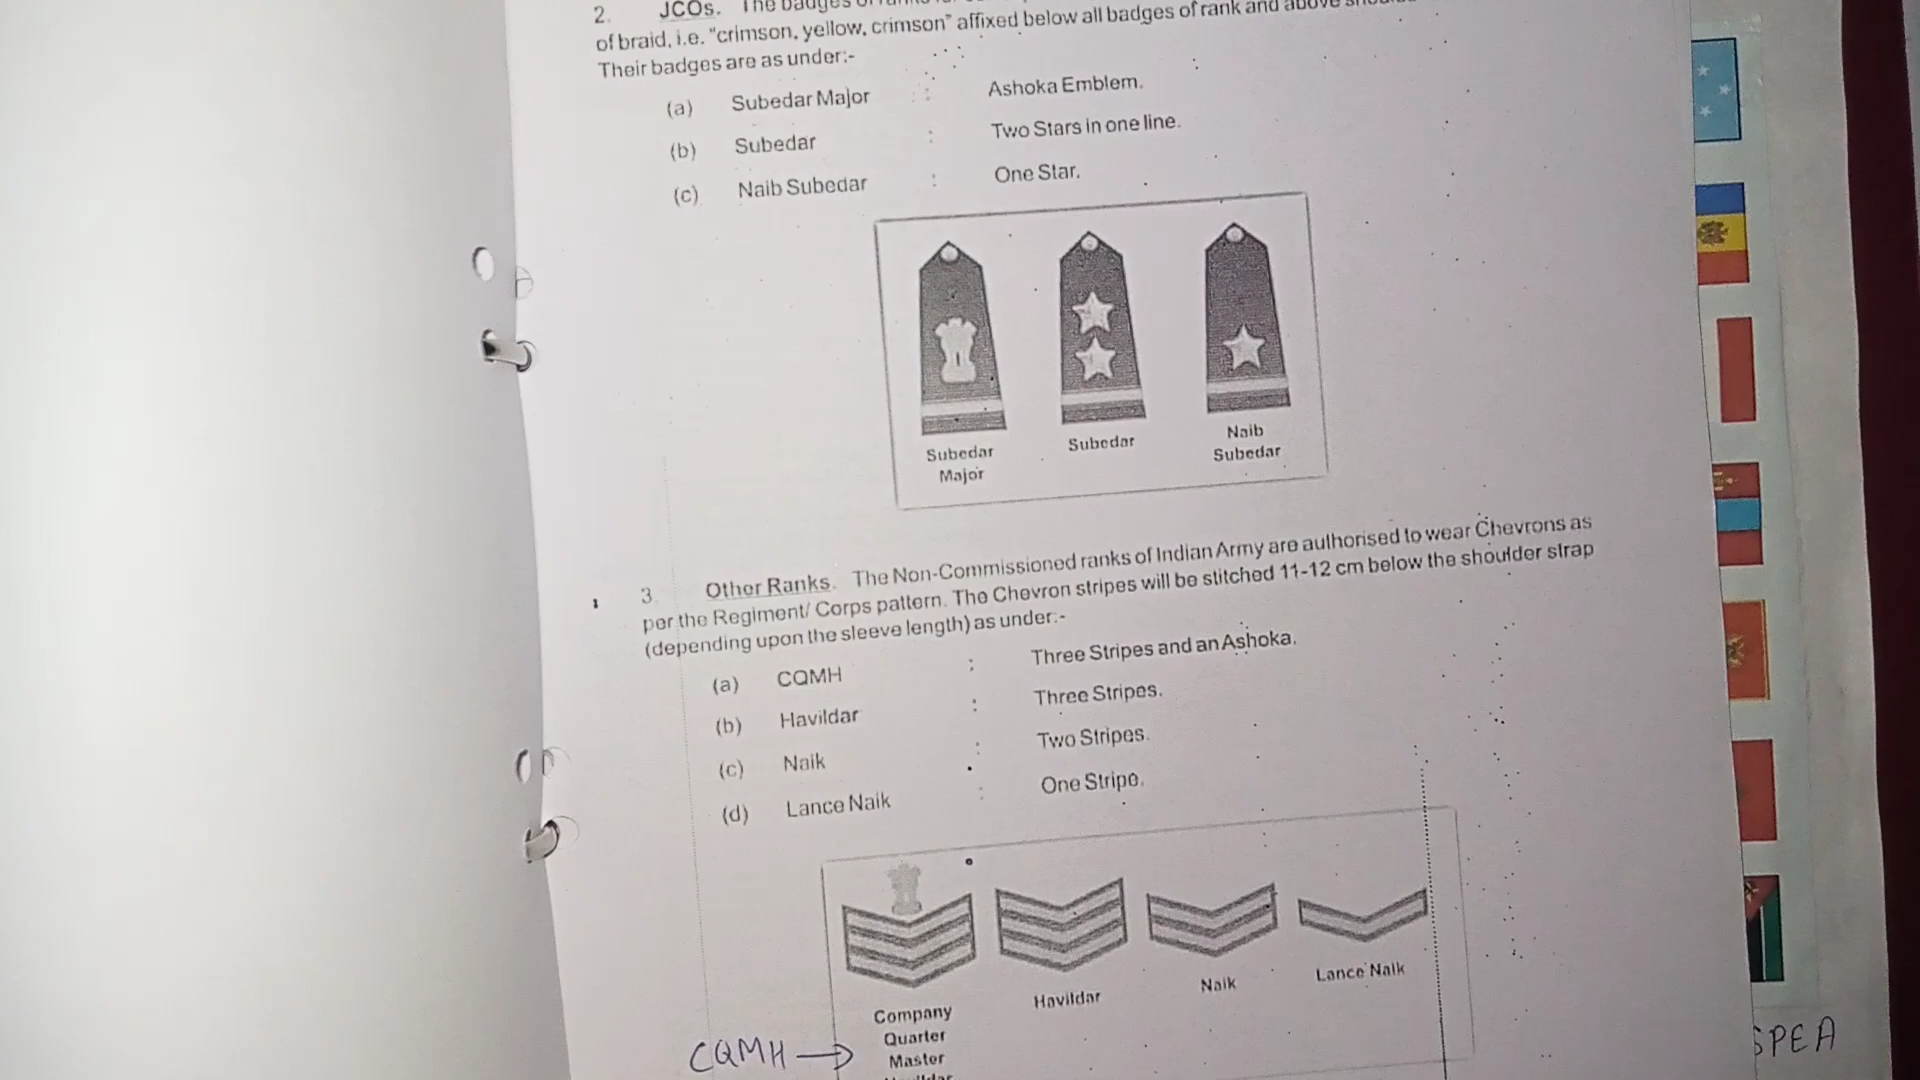 2. JCOs. The badges of
of braid, i.e. "crimson, yellow, crimson" affixed below all badges of rank and above
Their badges are as under:-
(a) Subedar Major : Ashoka Emblem.
(b) Subedar : Two Stars in one line.
(c) Naib Subedar : One Star.
Subedar Major
Subedar
Naib Subedar
3. Other Ranks. The Non-Commissioned ranks of Indian Army are authorised to wear Chevrons as
per the Regiment/ Corps pattern. The Chevron stripes will be stitched 11-12 cm below the shoulder strap
(depending upon the sleeve length) as under:-
(a) CQMH : Three Stripes and an Ashoka.
(b) Havildar : Three Stripes.
(c) Naik : Two Stripes.
(d) Lance Naik : One Stripe.
Company
Quarter
Master
Havildar
Naik
Lance Naik
CQMH →
SPEA